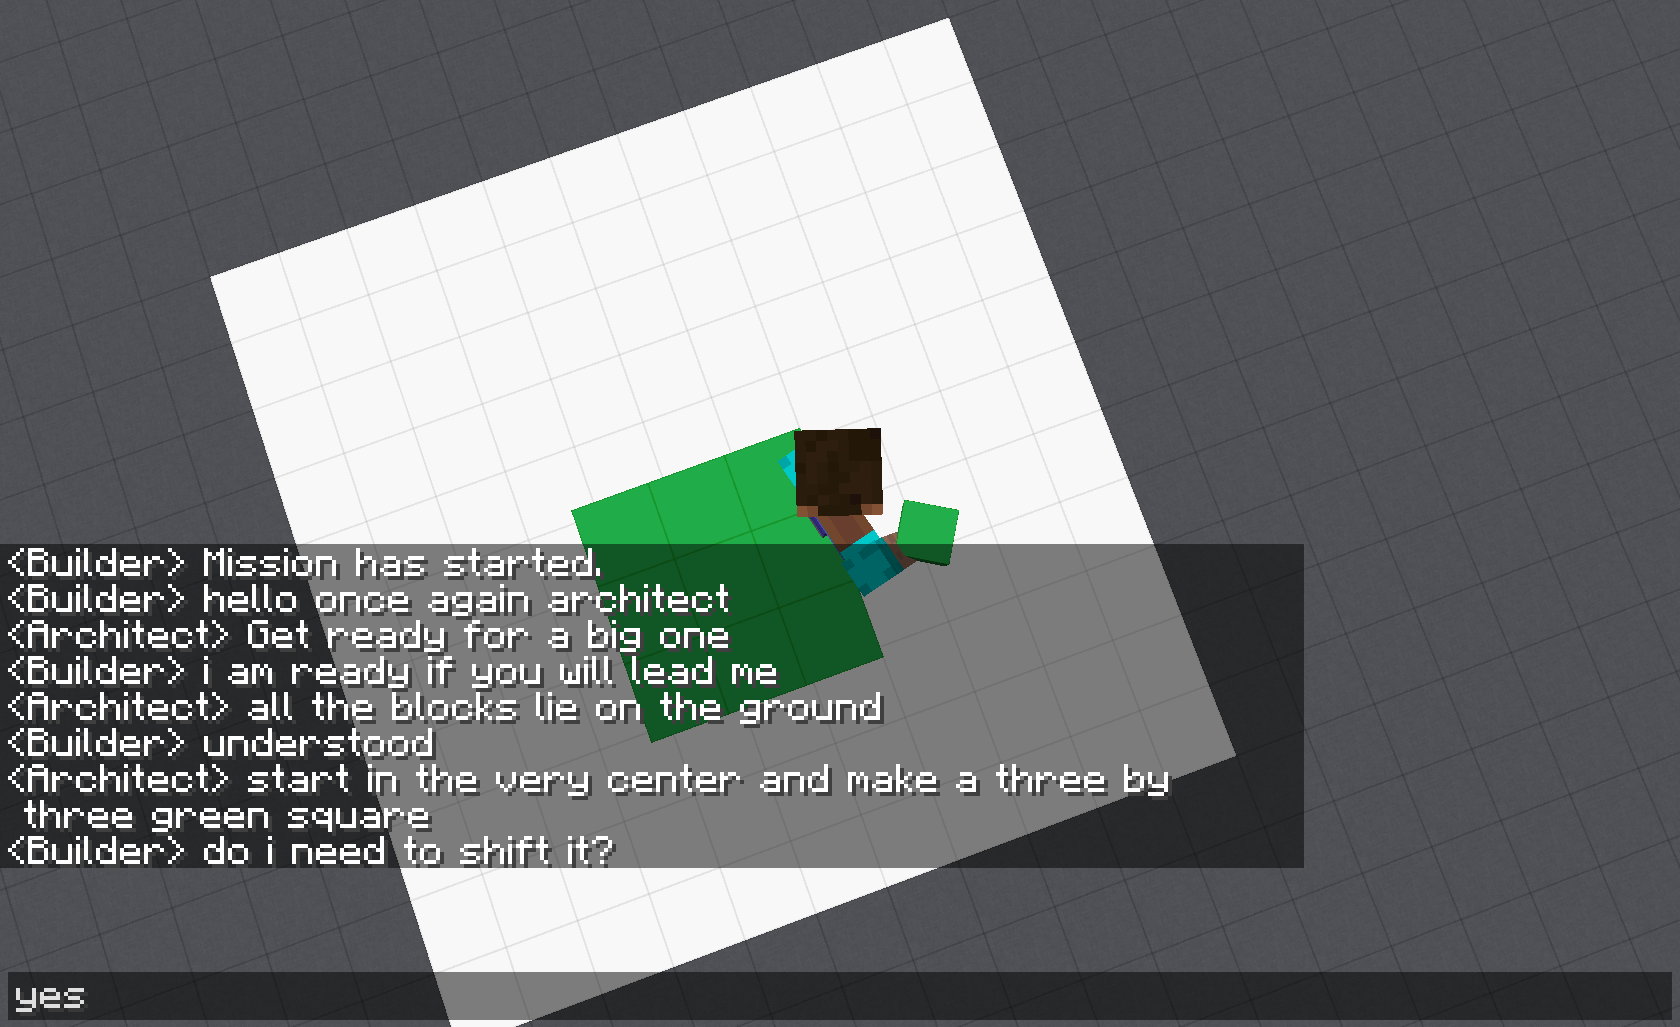 <Builder> Mission has started.
<Builder> hello once again architect
<Architect> Get ready for a big one
<Builder> i am ready if you will lead me
<Architect> all the blocks lie on the ground
<Builder> understood
<Architect> start in the very center and make a three by
three green square
<Builder> do i need to shift it?
yes